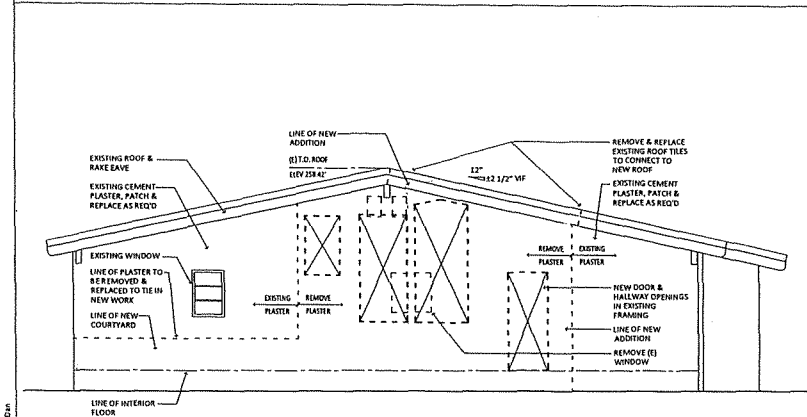 LINE OF NEW
ADDITION
(E) T.O. ROOF
ELEV 258.42'
12"
±2 1/2" VIF
REMOVE & REPLACE
EXISTING ROOF TILES
TO CONNECT TO
NEW ROOF
EXISTING ROOF &
RAKE EAVE
EXISTING CEMENT
PLASTER, PATCH &
REPLACE AS REQ'D
EXISTING CEMENT
PLASTER, PATCH &
REPLACE AS REQ'D
EXISTING WINDOW
REMOVE
PLASTER
EXISTING
PLASTER
LINE OF PLASTER TO
BE REMOVED &
REPLACED TO TIE IN
NEW WORK
EXISTING
PLASTER
REMOVE
PLASTER
NEW DOOR &
HALLWAY OPENINGS
IN EXISTING
FRAMING
LINE OF NEW
COURTYARD
LINE OF NEW
ADDITION
REMOVE (E)
WINDOW
LINE OF INTERIOR
FLOOR
Dan